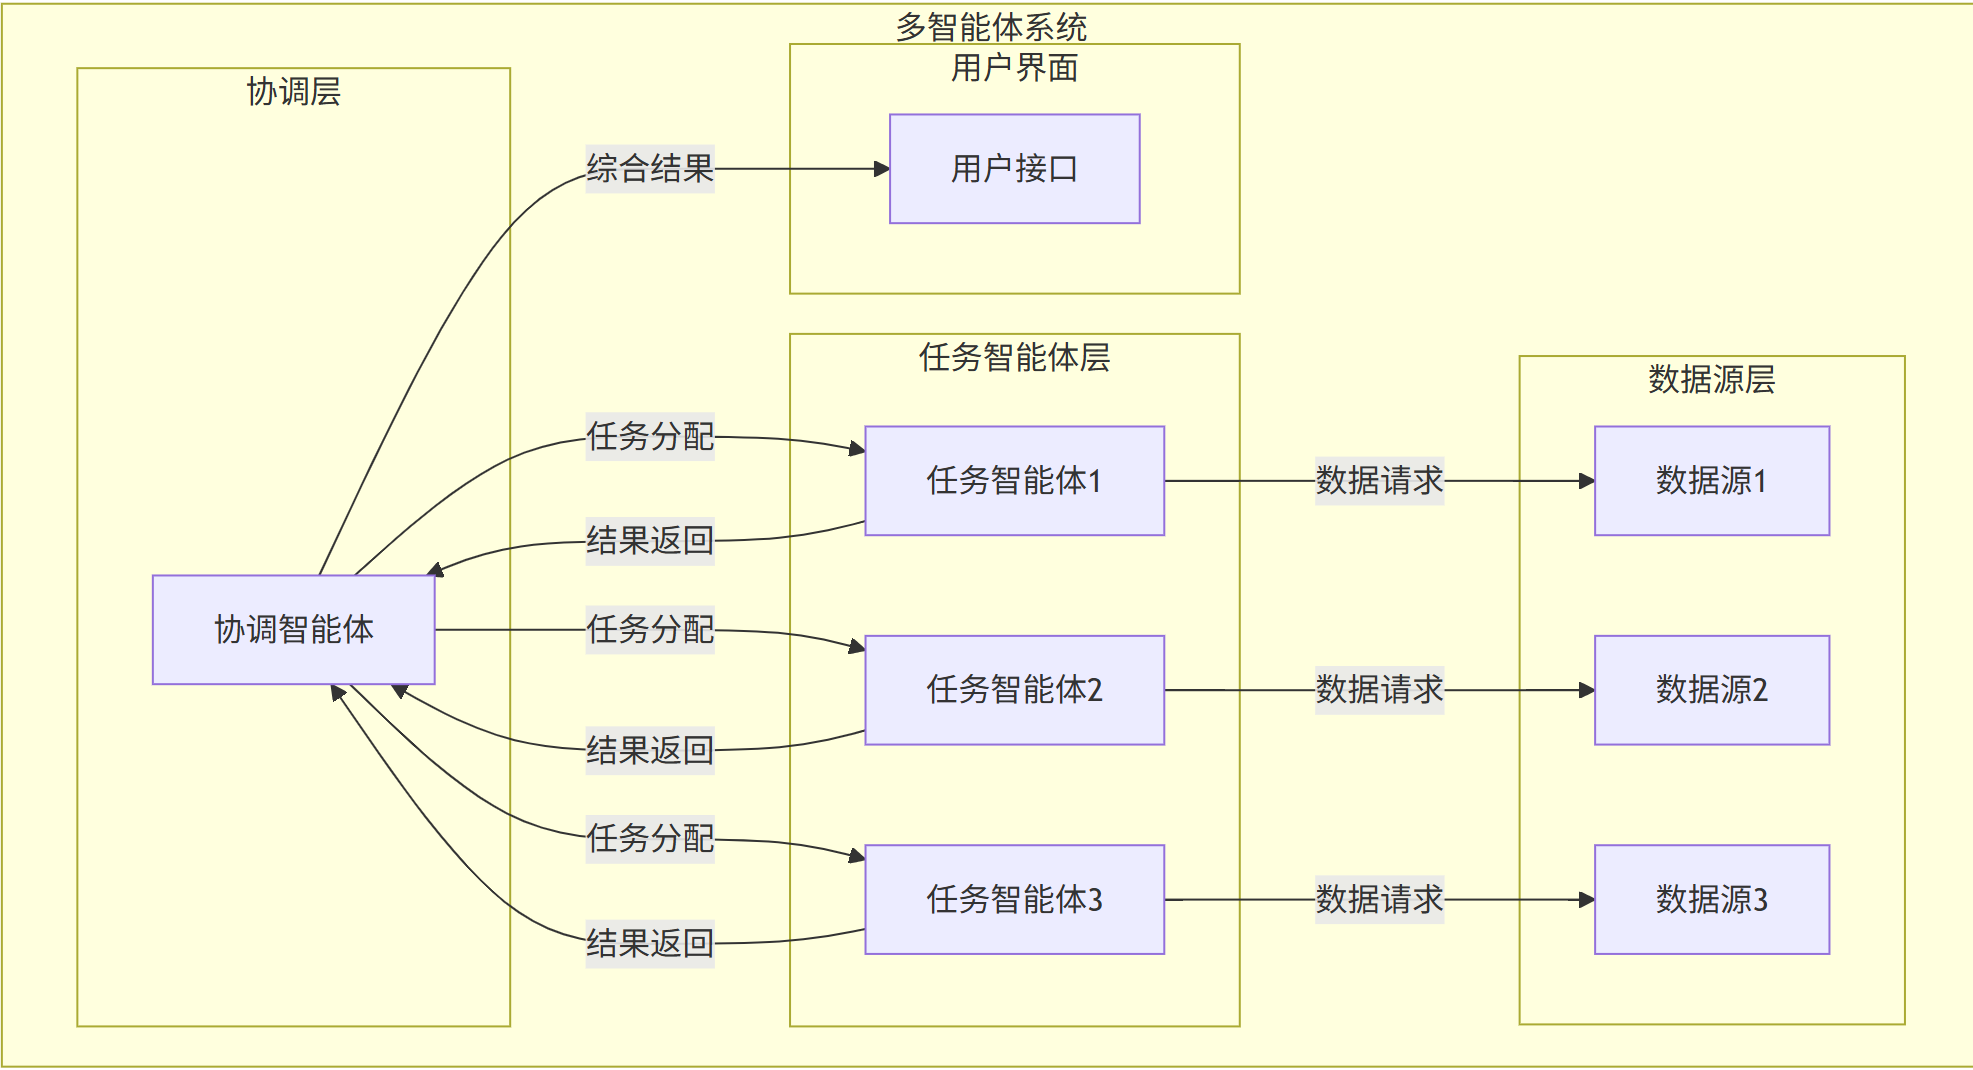 多智能体系统
协调层
用户界面
综合结果
用户接口
任务智能体层
数据源层
任务分配
任务智能体1
数据请求
数据源1
结果返回
协调智能体
任务分配
任务智能体2
数据请求
数据源2
结果返回
任务分配
任务智能体3
数据请求
数据源3
结果返回